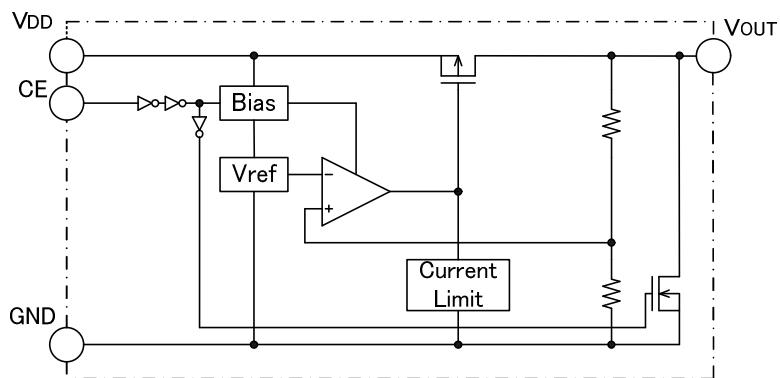 VDD
VOUT
CE
Bias
Vref
−
+
Current
Limit
GND